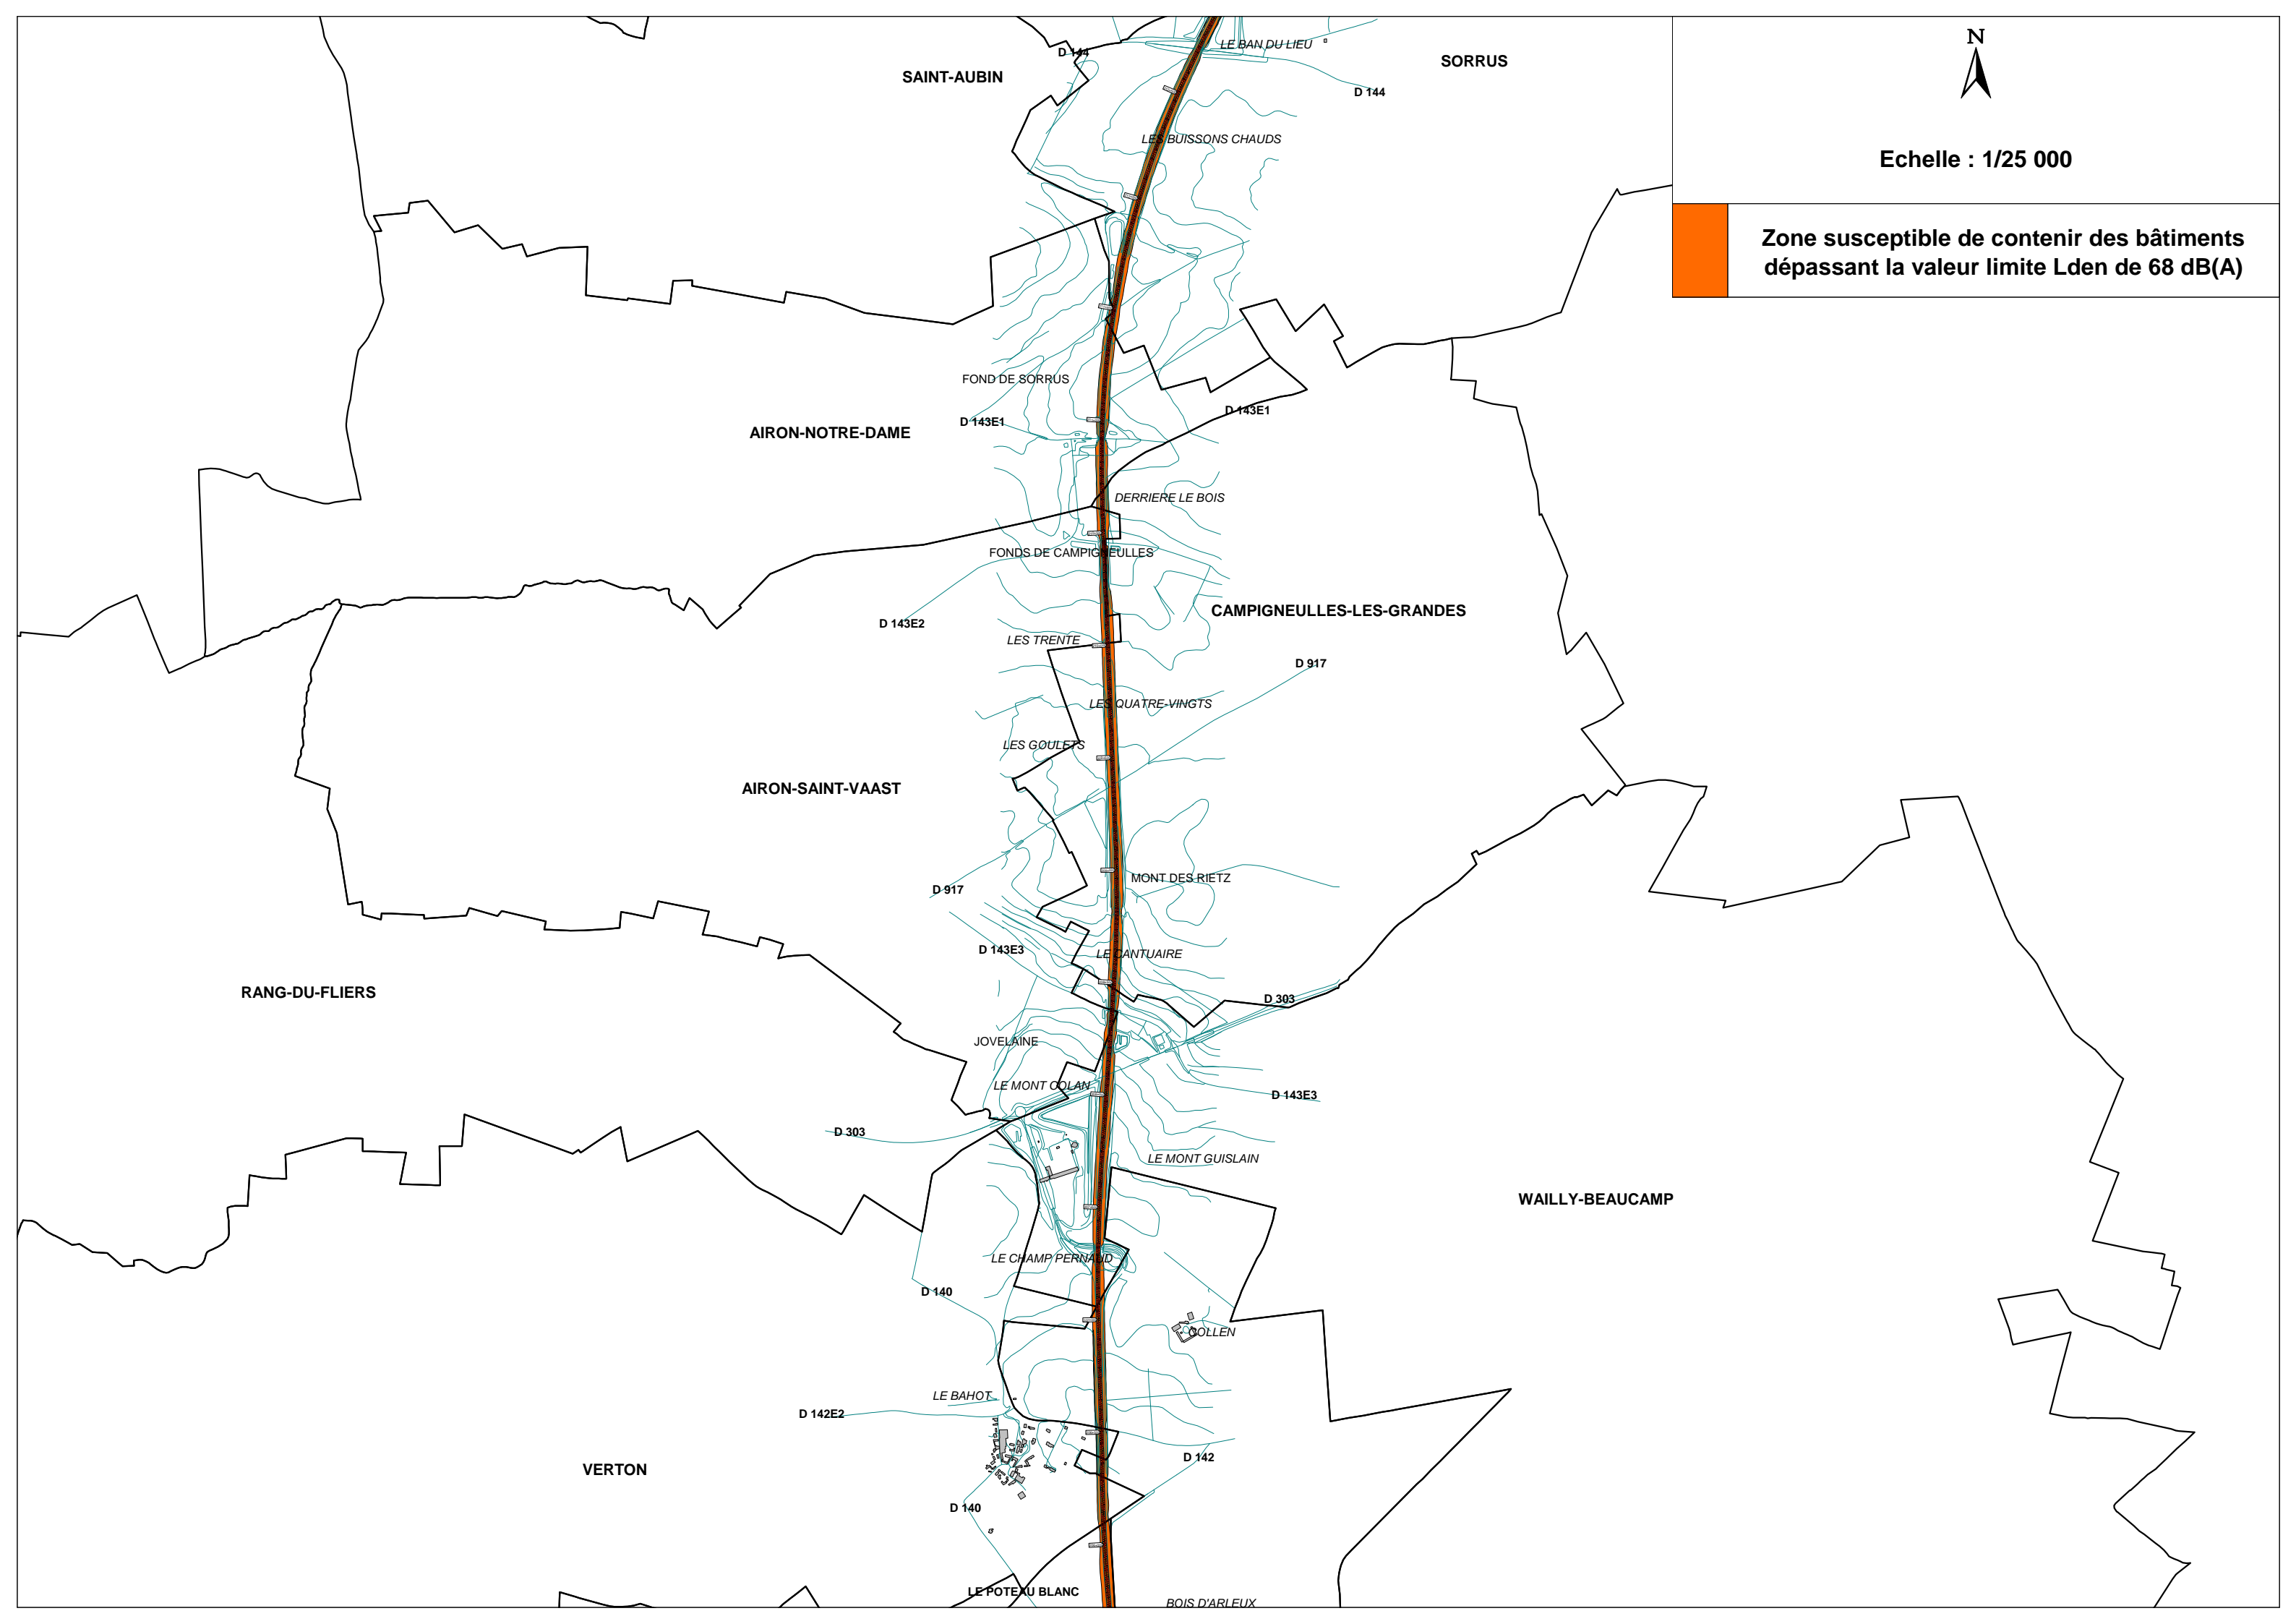 N
Echelle : 1/25 000
Zone susceptible de contenir des bâtiments
dépassant la valeur limite Lden de 68 dB(A)
LE BAN DU LIEU
D 144
SORRUS
SAINT-AUBIN
D 144
LES BUISSONS CHAUDS
FOND DE SORRUS
D 143E1
D 143E1
AIRON-NOTRE-DAME
DERRIERE LE BOIS
FONDS DE CAMPIGNEULLES
CAMPIGNEULLES-LES-GRANDES
D 143E2
LES TRENTE
D 917
LES QUATRE-VINGTS
LES GOULETS
AIRON-SAINT-VAAST
MONT DES RIETZ
D 917
D 143E3
LE CANTUAIRE
RANG-DU-FLIERS
D 303
JOVELAINE
LE MONT COLAN
D 143E3
D 303
LE MONT GUISLAIN
WAILLY-BEAUCAMP
LE CHAMP PERNAUD
D 140
COLLEN
LE BAHOT
D 142E2
D 142
VERTON
D 140
LE POTEAU BLANC
BOIS D'ARLEUX